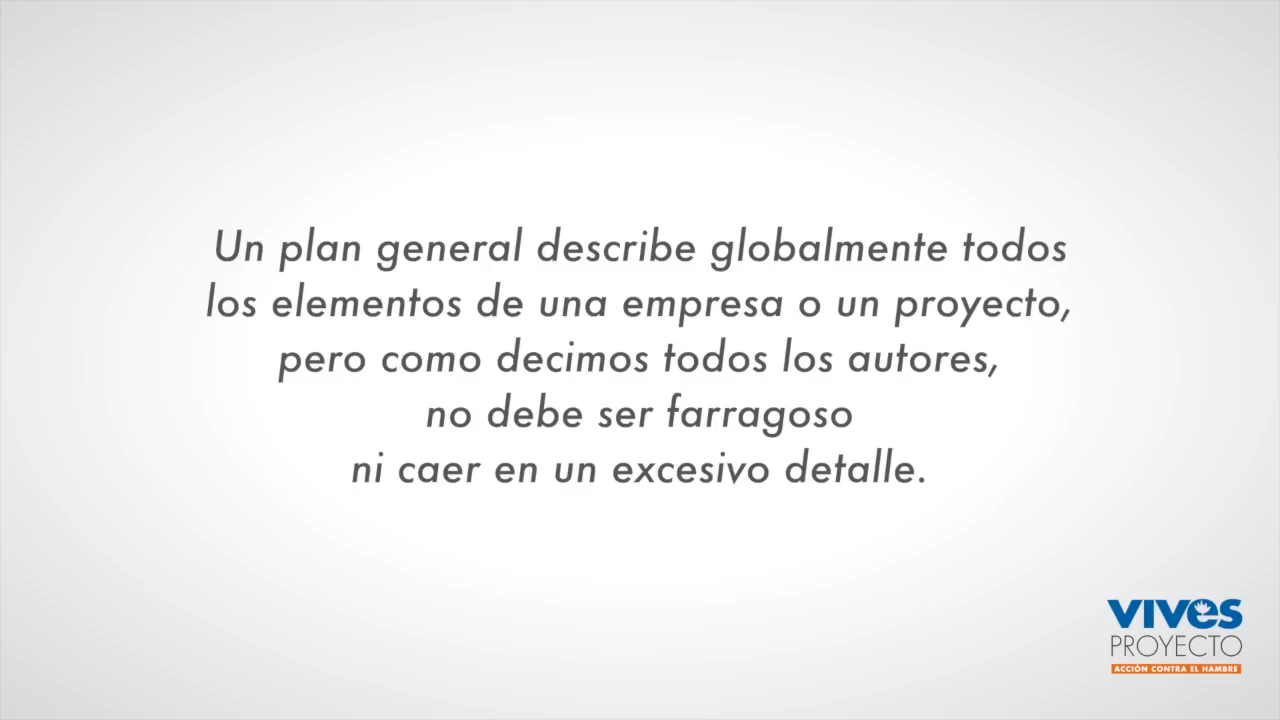 Un plan general describe globalmente todos
los elementos de una empresa o un proyecto,
pero como decimos todos los autores,
no debe ser farragoso
ni caer en un excesivo detalle.
VIVES
PROYECTO
ACCIÓN CONTRA EL HAMBRE